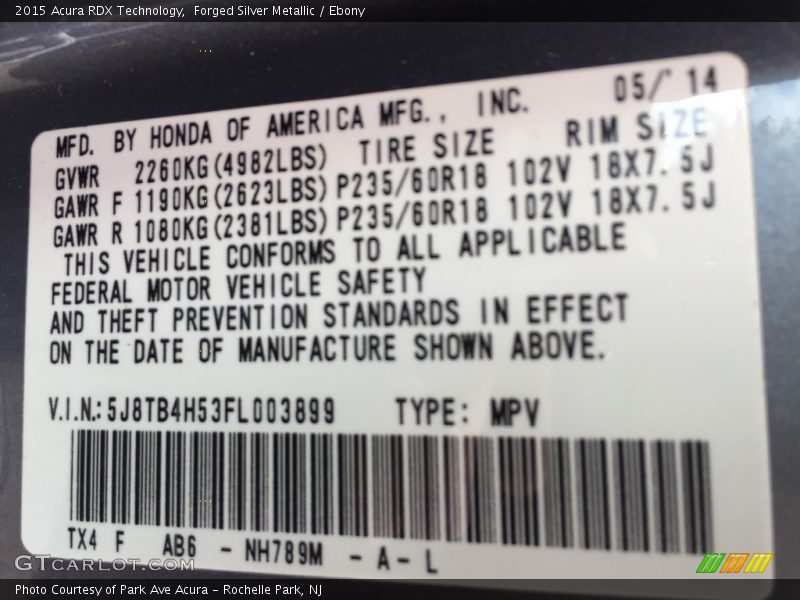 2015 Acura RDX Technology,  Forged Silver Metallic / Ebony
MFD. BY HONDA OF AMERICA MFG., INC. 05/'14
GVWR 2260KG(4982LBS) TIRE SIZE RIM SIZE
GAWR F 1190KG(2623LBS) P235/60R18 102V 18X7.5J
GAWR R 1080KG(2381LBS) P235/60R18 102V 18X7.5J
THIS VEHICLE CONFORMS TO ALL APPLICABLE
FEDERAL MOTOR VEHICLE SAFETY
AND THEFT PREVENTION STANDARDS IN EFFECT
ON THE DATE OF MANUFACTURE SHOWN ABOVE.
V.I.N.: 5J8TB4H53FL003899 TYPE: MPV
TX4 F AB6 - NH789M - A - L
GTCARLOT.COM
Photo Courtesy of Park Ave Acura - Rochelle Park, NJ